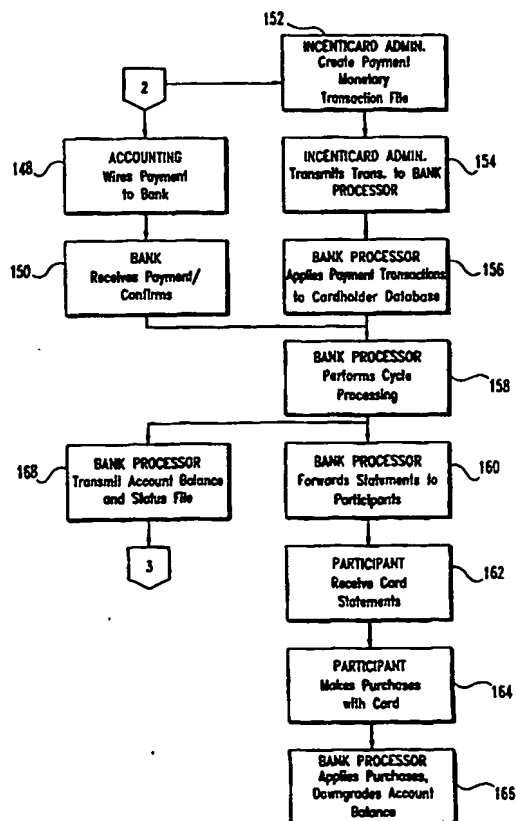 152
INCENTICARD ADMIN.
Create Payment
Monetary
Transaction File
2
148
ACCOUNTING
Wires Payment
to Bank
INCENTICARD ADMIN.
Transmits Trans. to BANK
PROCESSOR
154
150
BANK
Receives Payment/
Confirms
BANK PROCESSOR
Applies Payment Transactions
to Cardholder Database
156
BANK PROCESSOR
Performs Cycle
Processing
158
168
BANK PROCESSOR
Transmit Account Balance
and Status File
BANK PROCESSOR
Forwards Statements to
Participants
160
3
PARTICIPANT
Receive Card
Statements
162
PARTICIPANT
Makes Purchases
with Card
164
BANK PROCESSOR
Applies Purchases,
Downgrades Account
Balance
166